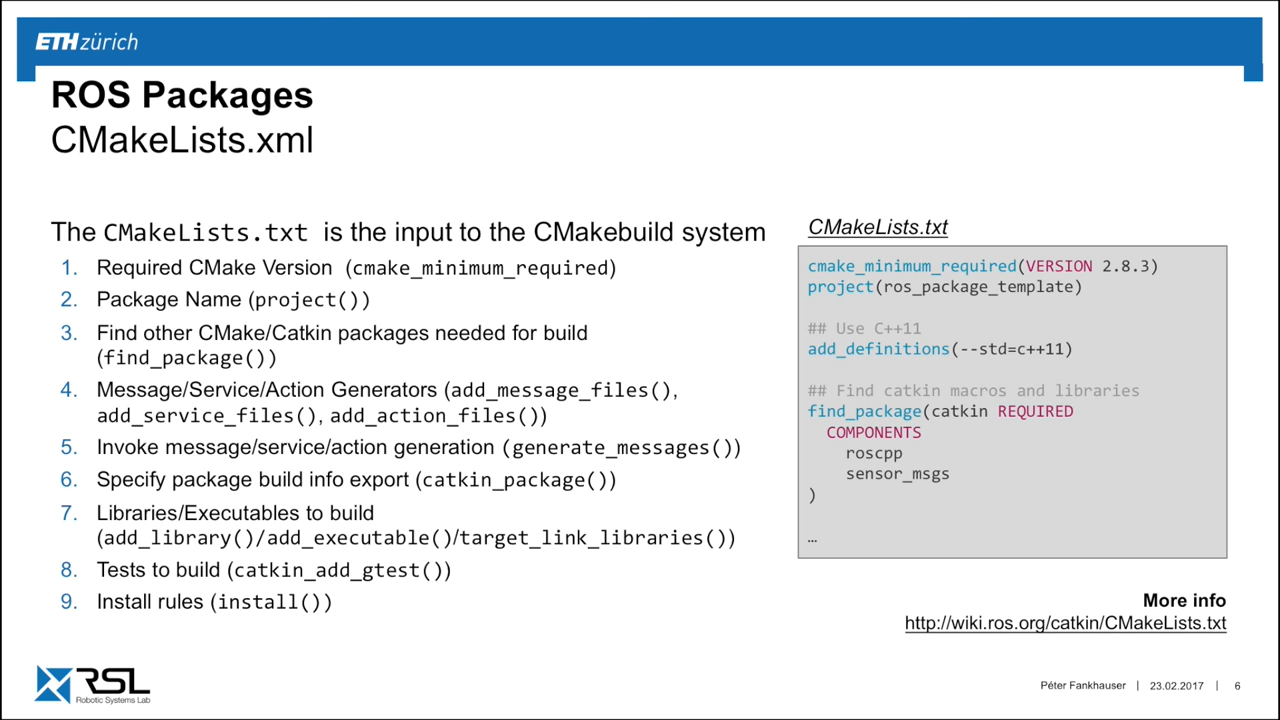 ETHzürich
ROS Packages
CMakeLists.xml
The CMakeLists.txt is the input to the CMakebuild system
1. Required CMake Version (cmake_minimum_required)
2. Package Name (project())
3. Find other CMake/Catkin packages needed for build
(find_package())
4. Message/Service/Action Generators (add_message_files(),
add_service_files(), add_action_files())
5. Invoke message/service/action generation (generate_messages())
6. Specify package build info export (catkin_package())
7. Libraries/Executables to build
(add_library()/add_executable()/target_link_libraries())
8. Tests to build (catkin_add_gtest())
9. Install rules (install())
CMakeLists.txt
cmake_minimum_required(VERSION 2.8.3)
project(ros_package_template)
## Use C++11
add_definitions(--std=c++11)
## Find catkin macros and libraries
find_package(catkin REQUIRED
COMPONENTS
roscpp
sensor_msgs
)
…
More info
http://wiki.ros.org/catkin/CMakeLists.txt
RSL
Robotic Systems Lab
Péter Fankhauser | 23.02.2017 | 6